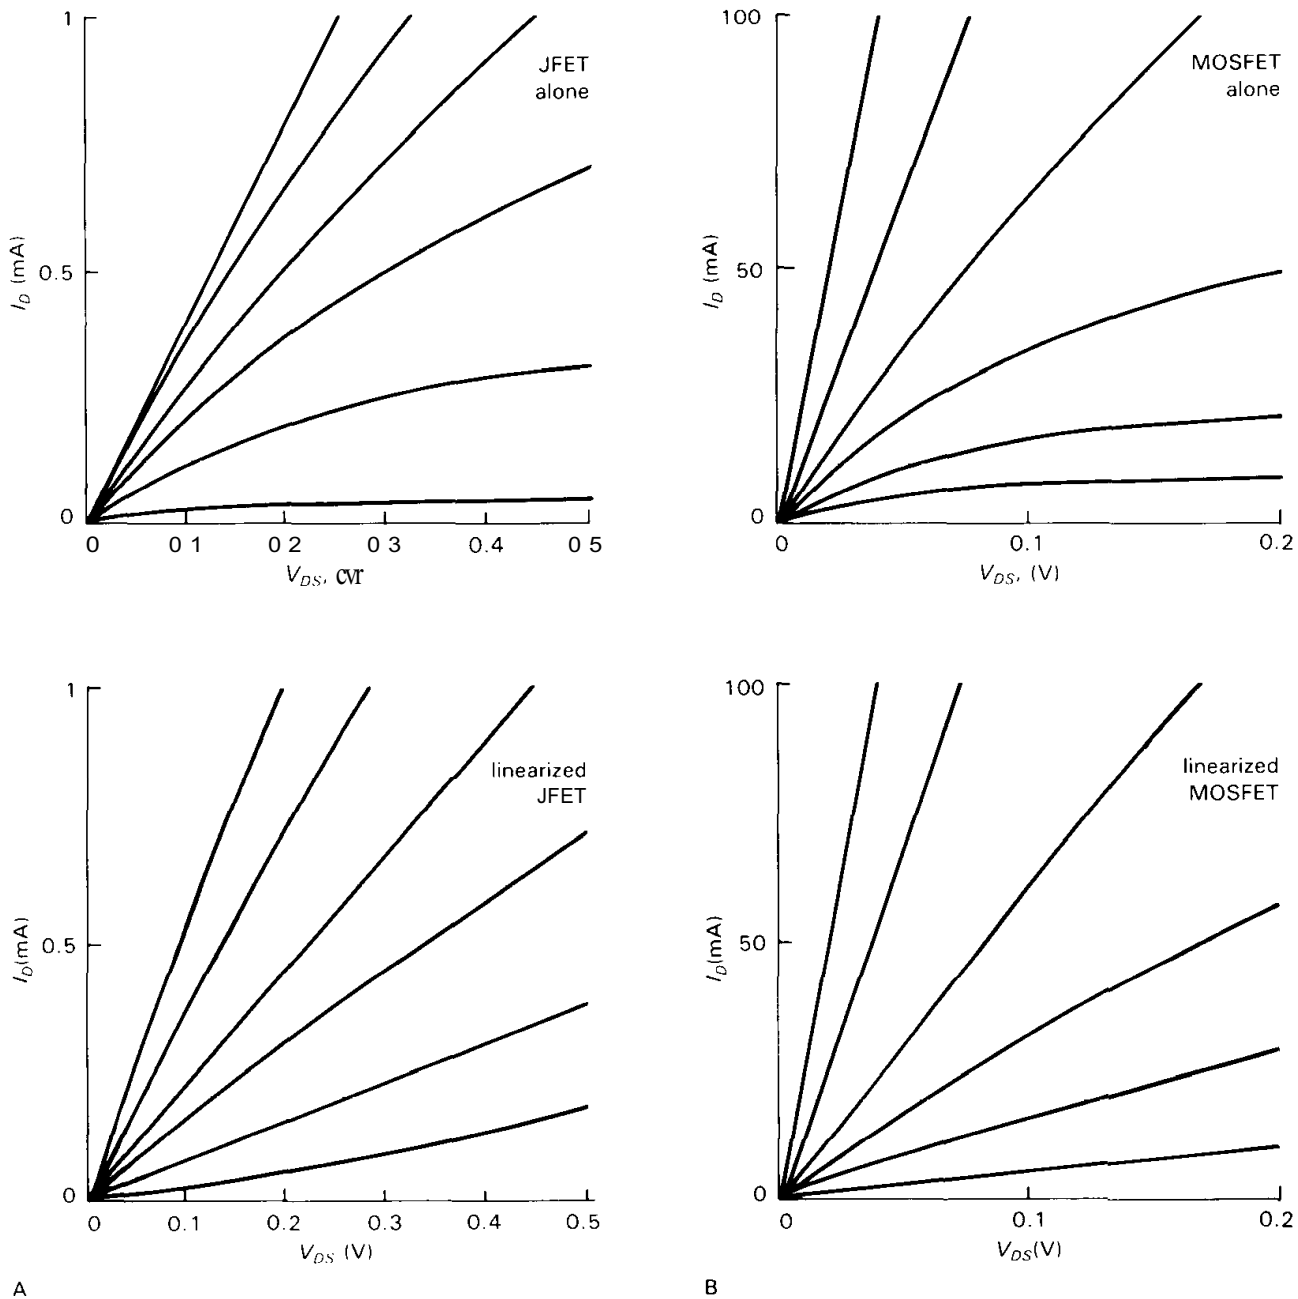 1
JFET
alone
0.5
I_D (mA)
0
0 0 1 0 2 0.3 0.4 0.5
V_DS, cvr
100
MOSFET
alone
50
I_D (mA)
0
0 0.1 0.2
V_DS, (V)
1
linearized
JFET
0.5
I_D(mA)
0
0 0.1 0.2 0.3 0.4 0.5
V_DS (V)
A
100
linearized
MOSFET
50
I_D(mA)
0
0 0.1 0.2
V_DS(V)
B